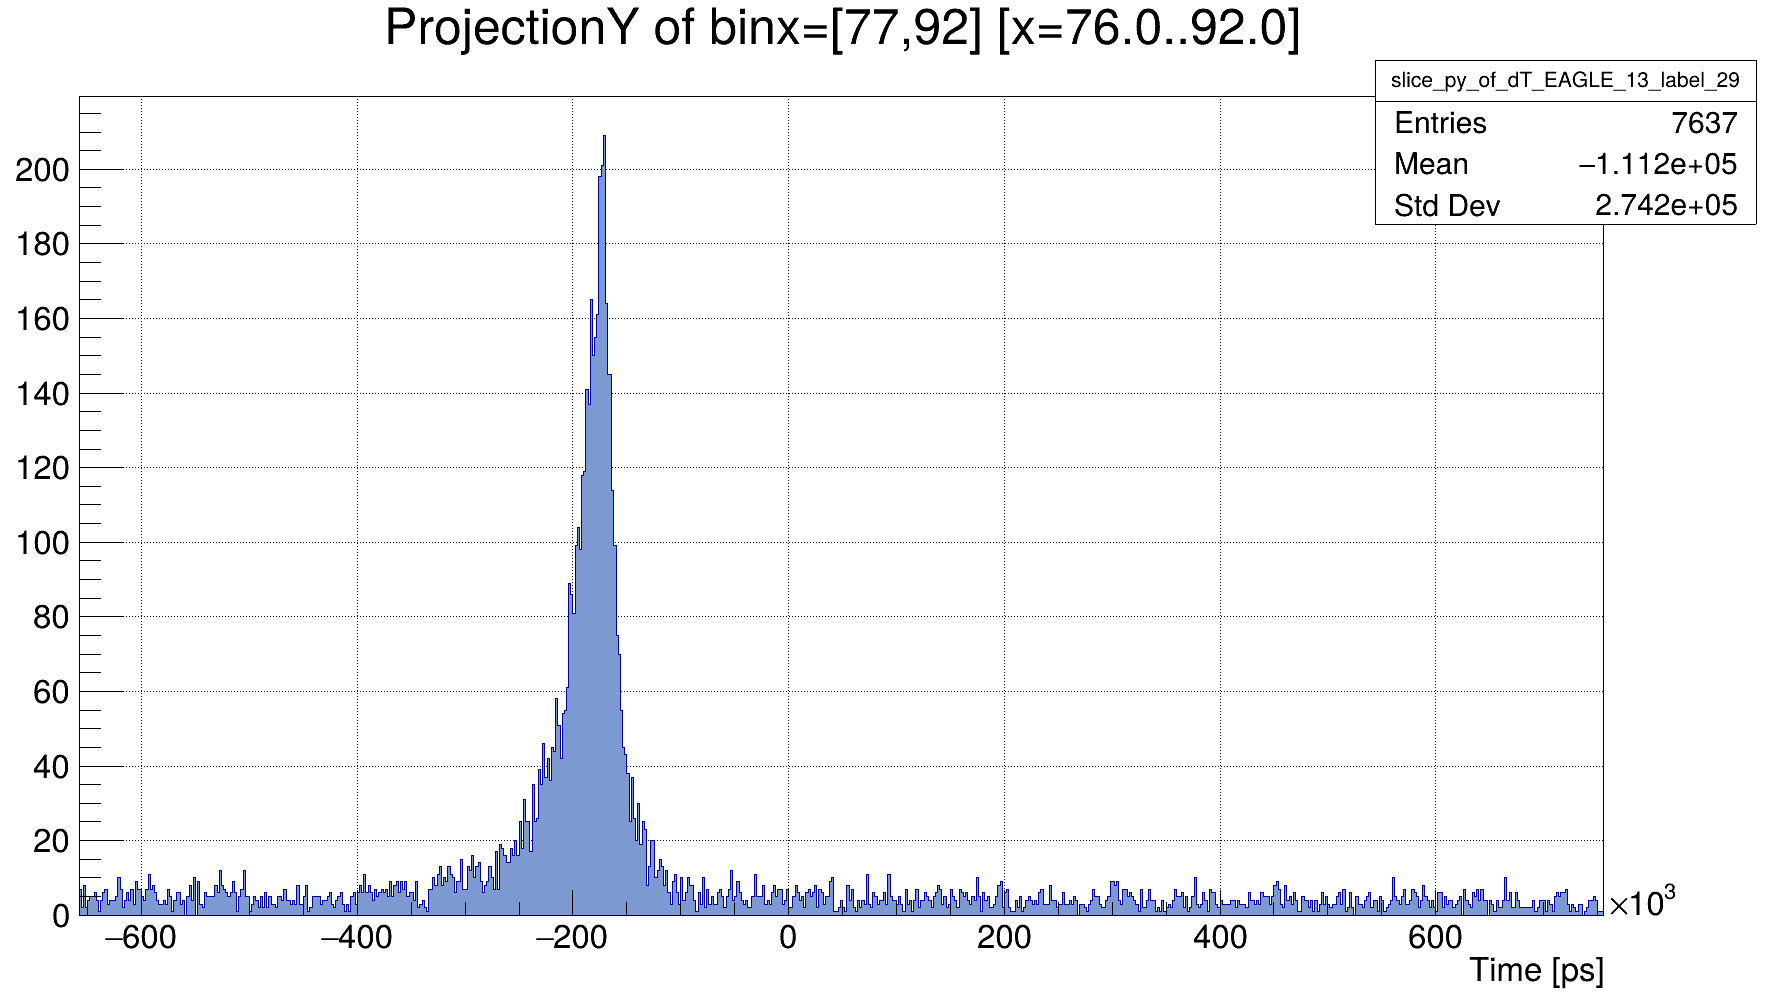 ProjectionY of binx=[77,92] [x=76.0..92.0]
slice_py_of_dT_EAGLE_13_label_29
Entries 7637
Mean −1.112e+05
Std Dev 2.742e+05
200
180
160
140
120
100
80
60
40
20
0
−600 −400 −200 0 200 400 600
×10³
Time [ps]